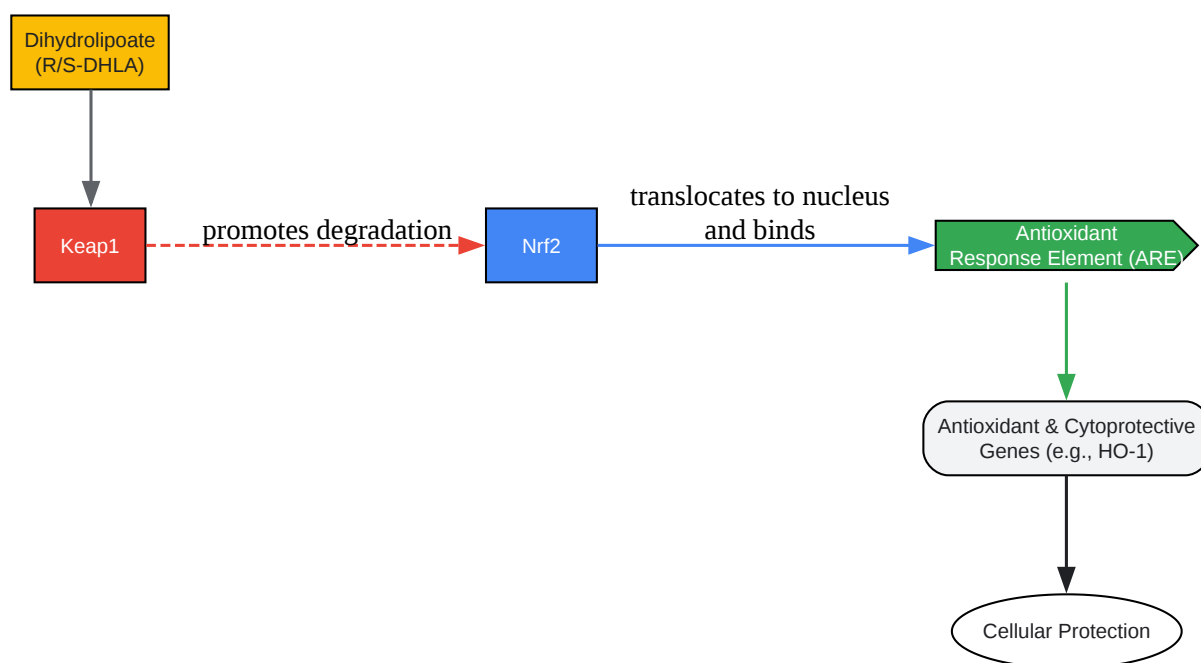 Dihydrolipoate
(R/S-DHLA)
Keap1
promotes degradation
Nrf2
translocates to nucleus
and binds
Antioxidant
Response Element (ARE)
Antioxidant & Cytoprotective
Genes (e.g., HO-1)
Cellular Protection